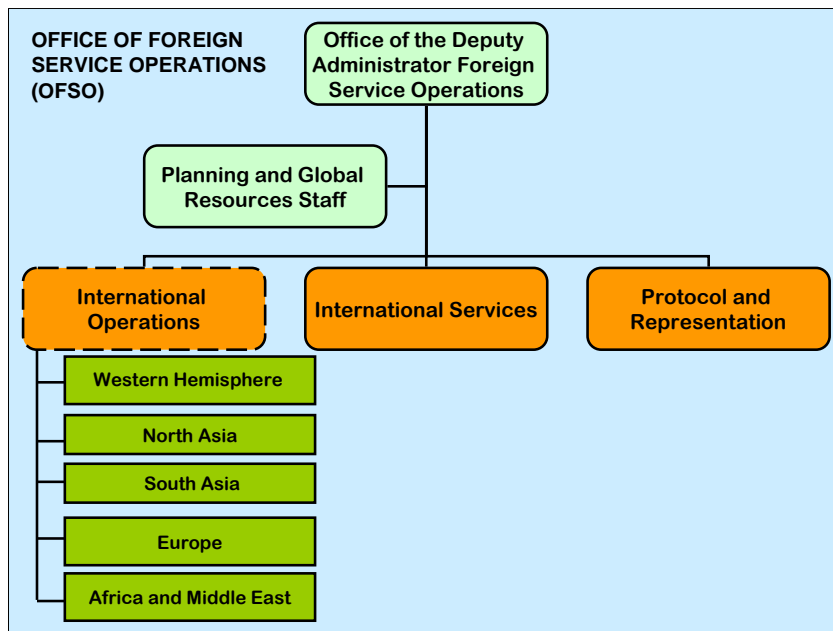 OFFICE OF FOREIGN
SERVICE OPERATIONS
(OFSO)
Office of the Deputy
Administrator Foreign
Service Operations
Planning and Global
Resources Staff
International
Operations
International Services
Protocol and
Representation
Western Hemisphere
North Asia
South Asia
Europe
Africa and Middle East